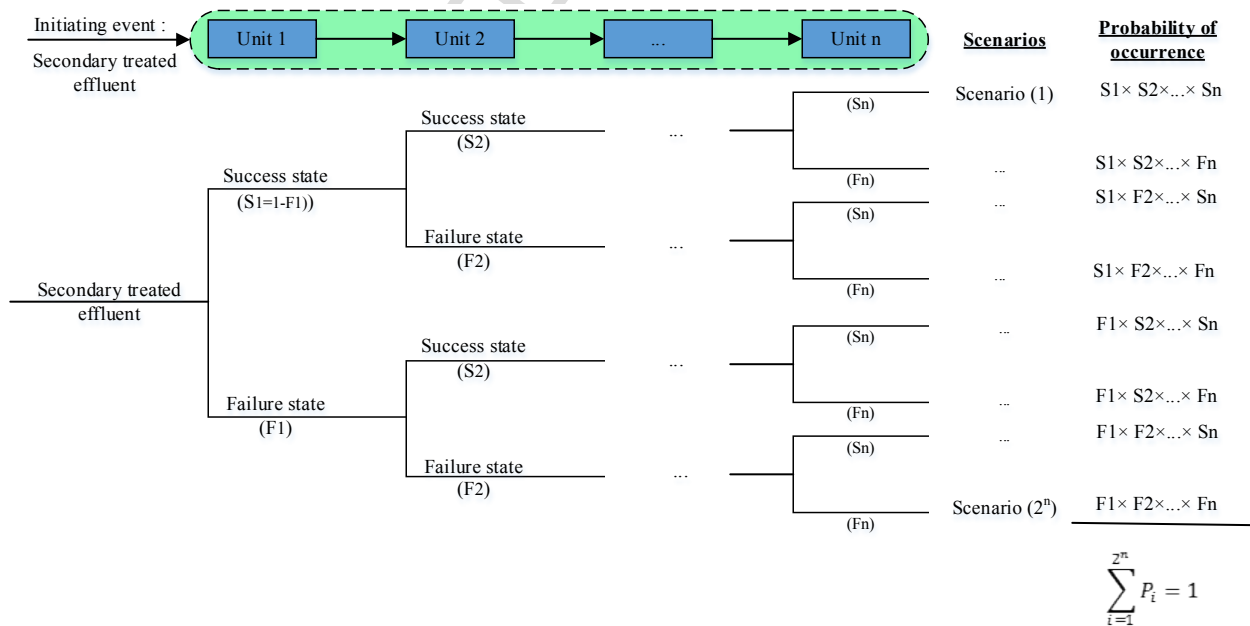 Initiating event :
Secondary treated
effluent
Unit 1
Unit 2
...
Unit n
Scenarios
Probability of
occurrence
(Sn)
Scenario (1)
S1× S2×...× Sn
Success state
(S2)
...
(Fn)
...
S1× S2×...× Fn
Success state
(S1=1-F1))
(Sn)
...
S1× F2×...× Sn
Failure state
(F2)
...
(Fn)
...
S1× F2×...× Fn
Secondary treated
effluent
(Sn)
...
F1× S2×...× Sn
Success state
(S2)
...
(Fn)
...
F1× S2×...× Fn
Failure state
(F1)
(Sn)
...
F1× F2×...× Sn
Failure state
(F2)
...
(Fn)
Scenario (2ⁿ)
F1× F2×...× Fn
2ⁿ
∑ Pᵢ = 1
i=1